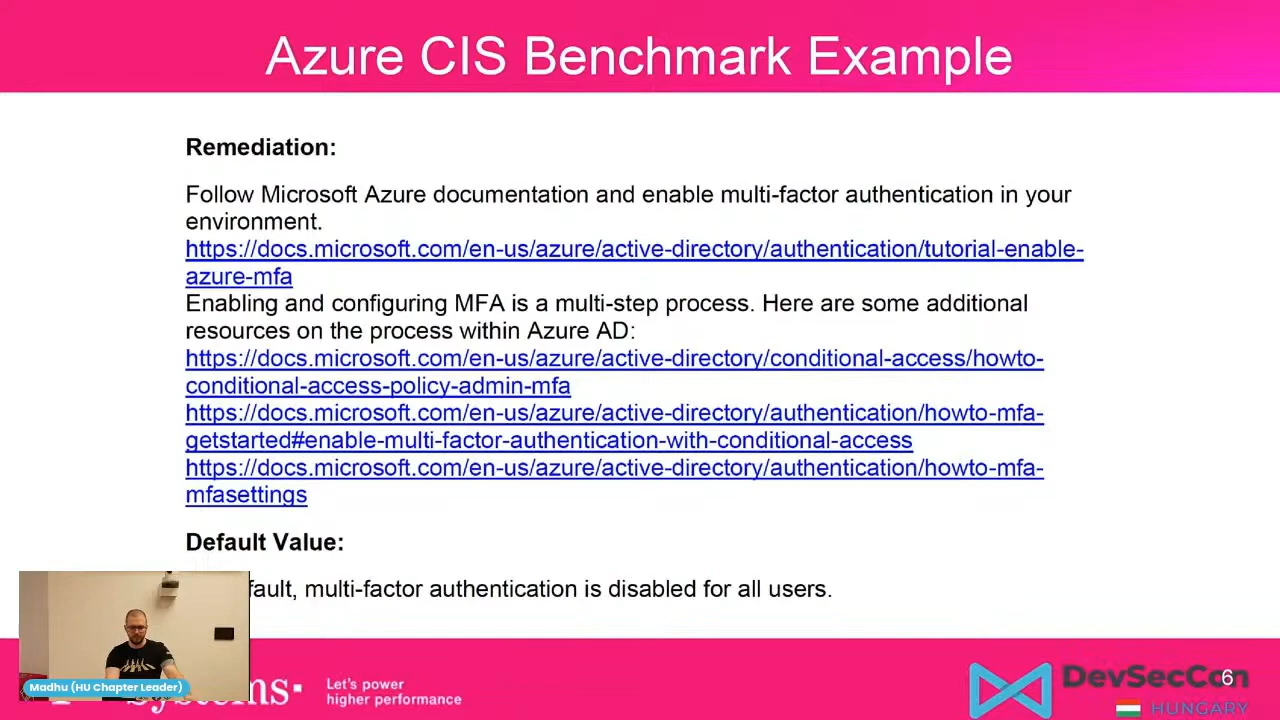 Azure CIS Benchmark Example
Remediation:
Follow Microsoft Azure documentation and enable multi-factor authentication in your
environment.
https://docs.microsoft.com/en-us/azure/active-directory/authentication/tutorial-enable-
azure-mfa
Enabling and configuring MFA is a multi-step process. Here are some additional
resources on the process within Azure AD:
https://docs.microsoft.com/en-us/azure/active-directory/conditional-access/howto-
conditional-access-policy-admin-mfa
https://docs.microsoft.com/en-us/azure/active-directory/authentication/howto-mfa-
getstarted#enable-multi-factor-authentication-with-conditional-access
https://docs.microsoft.com/en-us/azure/active-directory/authentication/howto-mfa-
mfasettings
Default Value:
fault, multi-factor authentication is disabled for all users.
Madhu (HU Chapter Leader)
Let's power
higher performance
DevSecCon
6
HUNGARY